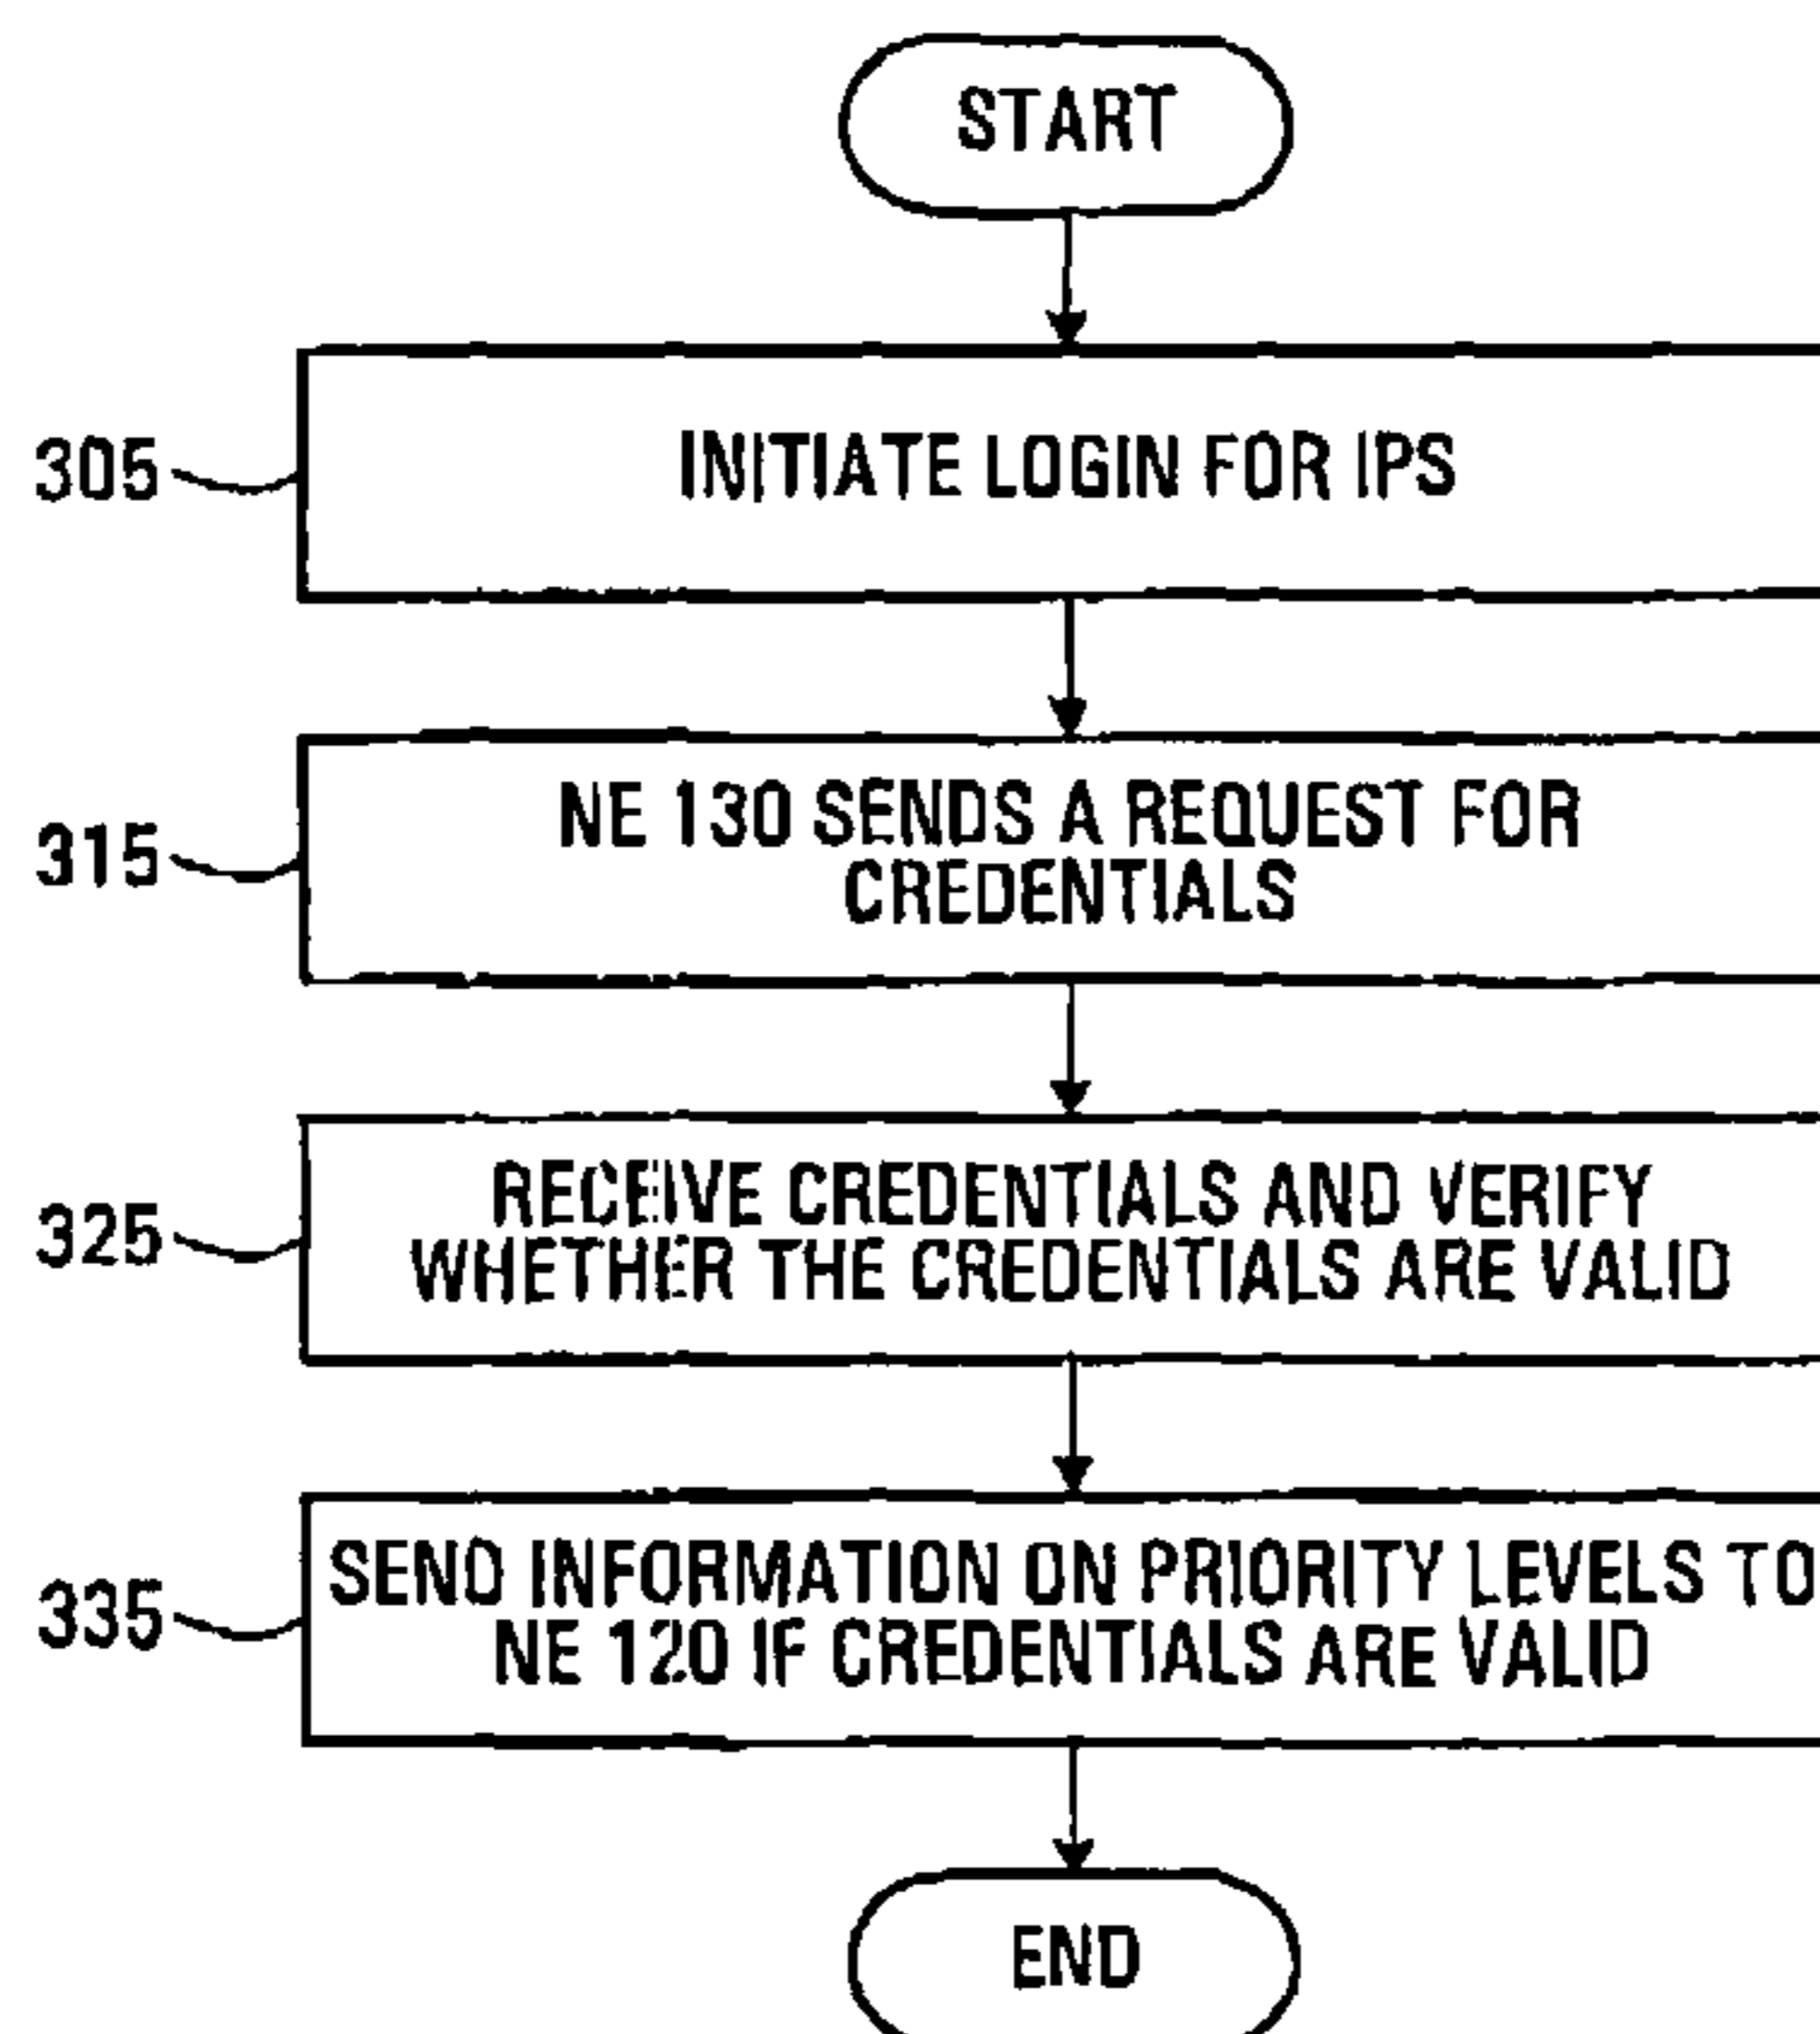 START
305
INITIATE LOGIN FOR IPS
315
NE 130 SENDS A REQUEST FOR
CREDENTIALS
325
RECEIVE CREDENTIALS AND VERIFY
WHETHER THE CREDENTIALS ARE VALID
335
SEND INFORMATION ON PRIORITY LEVELS TO
NE 120 IF CREDENTIALS ARE VALID
END